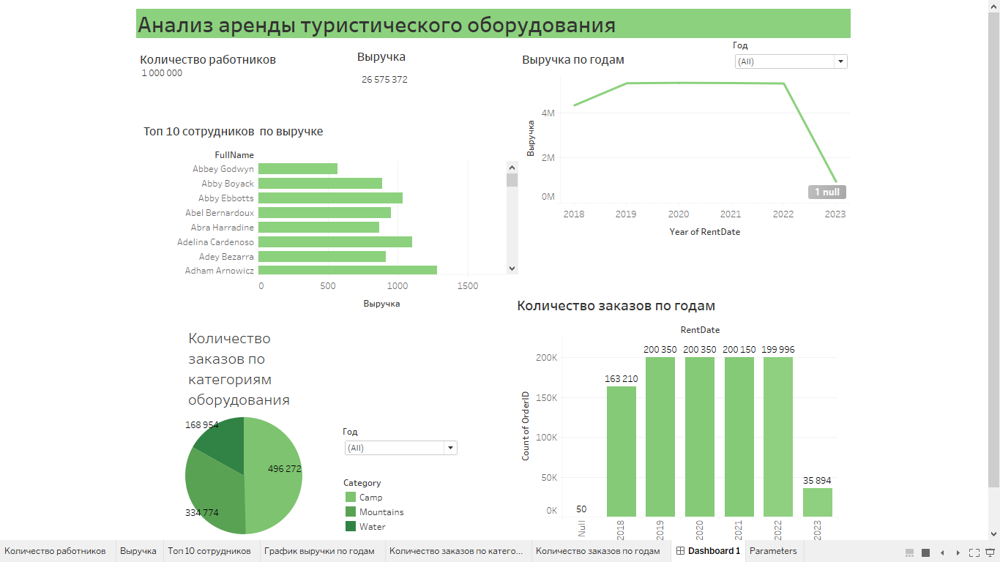 Анализ аренды туристического оборудования
Количество работников
1 000 000
Выручка
26 575 372
Выручка по годам
Год
(All)
4M
2M
0M
Выручка
1 null
2018
2019
2020
2021
2022
2023
Year of RentDate
Топ 10 сотрудников по выручке
FullName
Abbey Godwyn
Abby Boyack
Abby Ebbotts
Abel Bernardoux
Abra Harradine
Adelina Cardenoso
Adey Bezarra
Adham Arnowicz
0
500
1000
1500
Выручка
Количество заказов по годам
RentDate
200K
150K
100K
50K
0K
Count of OrderID
50
163 210
200 350
200 350
200 150
199 996
35 894
Null
2018
2019
2020
2021
2022
2023
Количество
заказов по
категориям
оборудования
168 954
496 272
334 774
Год
(All)
Category
Camp
Mountains
Water
Количество работников
Выручка
Топ 10 сотрудников
График выручки по годам
Количество заказов по катего...
Количество заказов по годам
Dashboard 1
Parameters